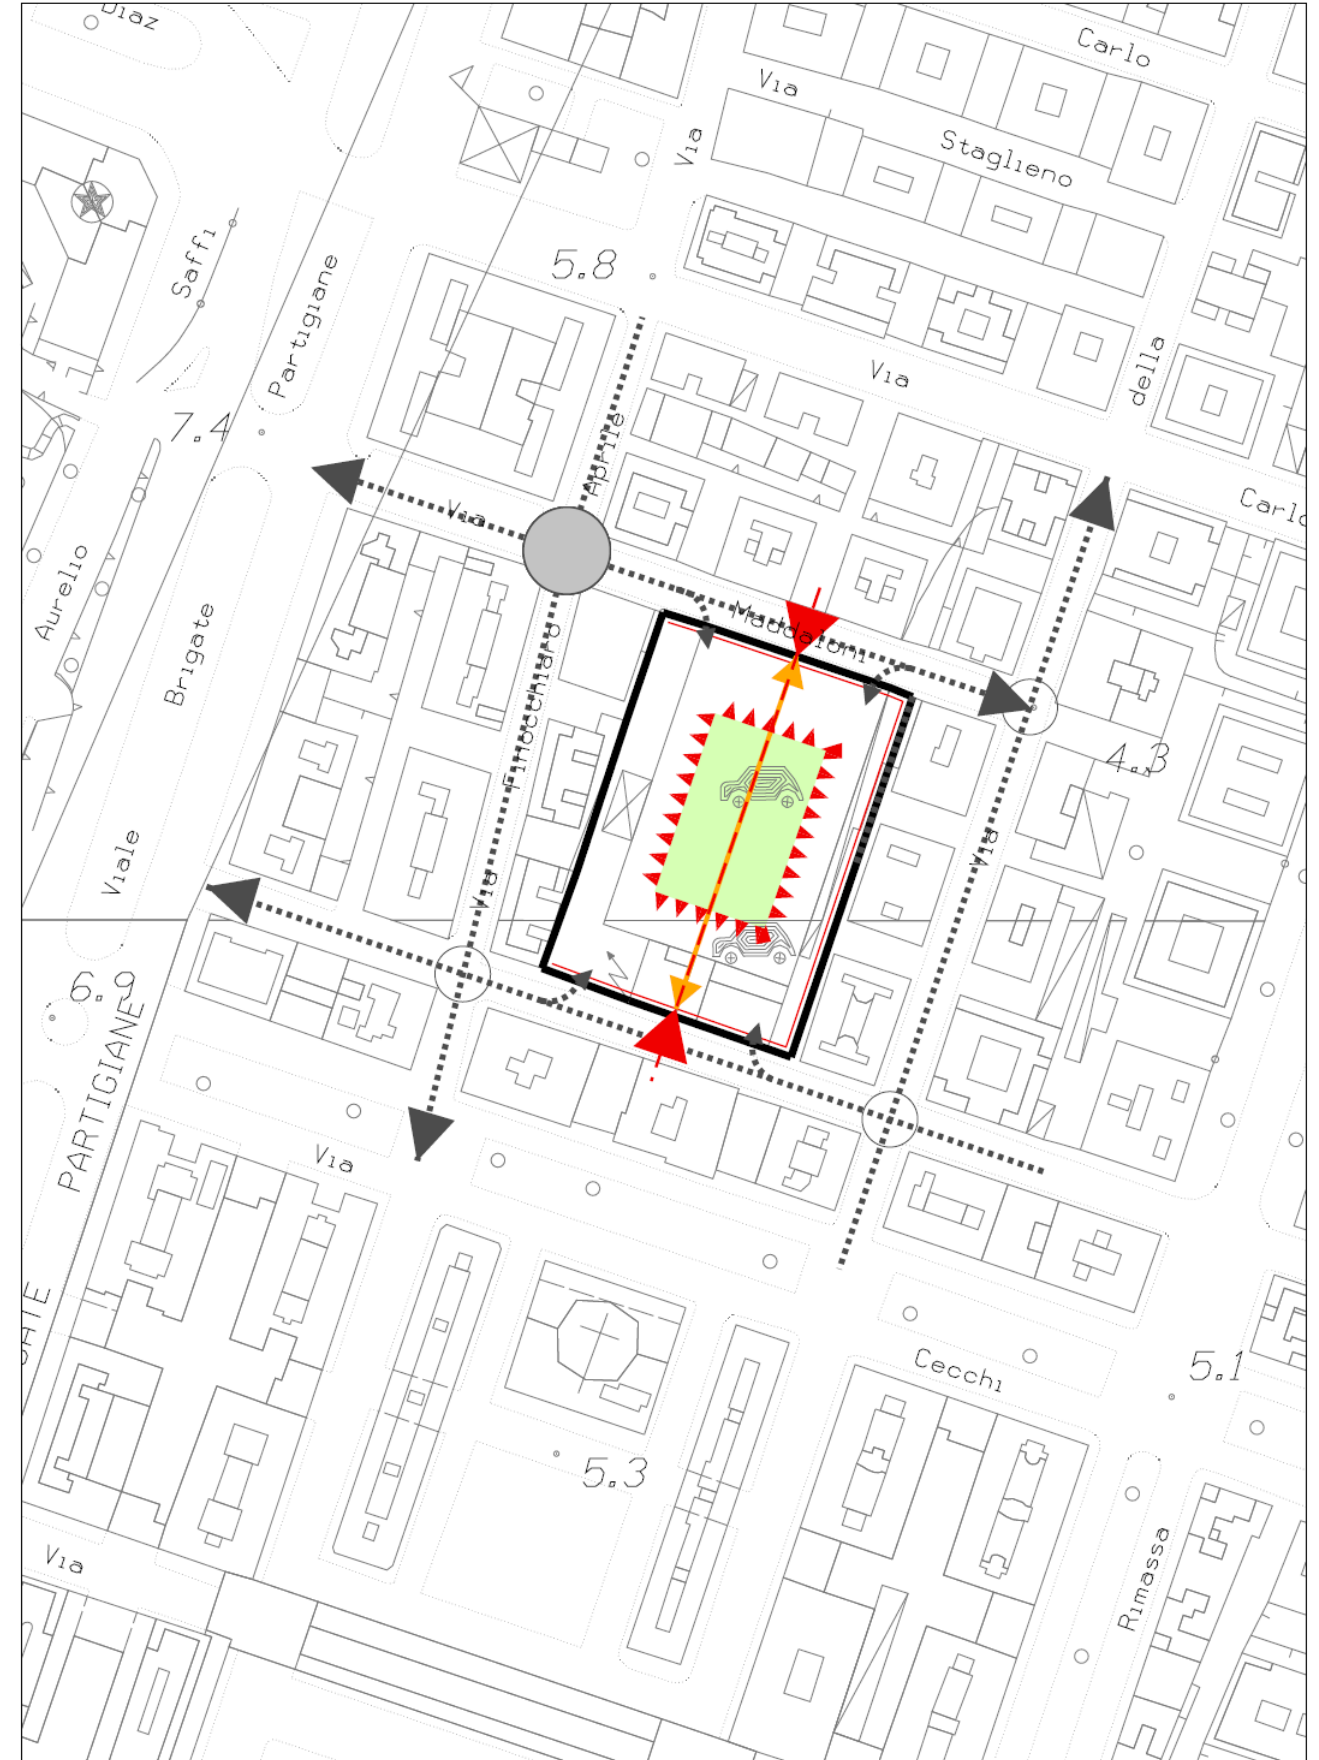 Diaz
Carlo
Via
Via
Staglieno
Saffi
5.8
Partigiane
Via
della
7.4
Aprile
Via
Carlo
Aurelio
Brigate
Maddaloni
Finocchiaro
4.3
Viale
Via
Via
6.9
PARTIGIANE
Via
Cecchi
5.1
5.3
Via
Rimassa